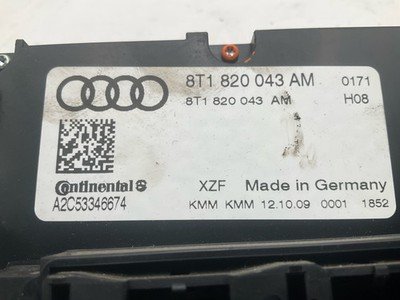 8T1 820 043 AM 0171
8T1 820 043 AM H08
Continental
A2C53346674
XZF Made in Germany
KMM KMM 12.10.09 0001 1852